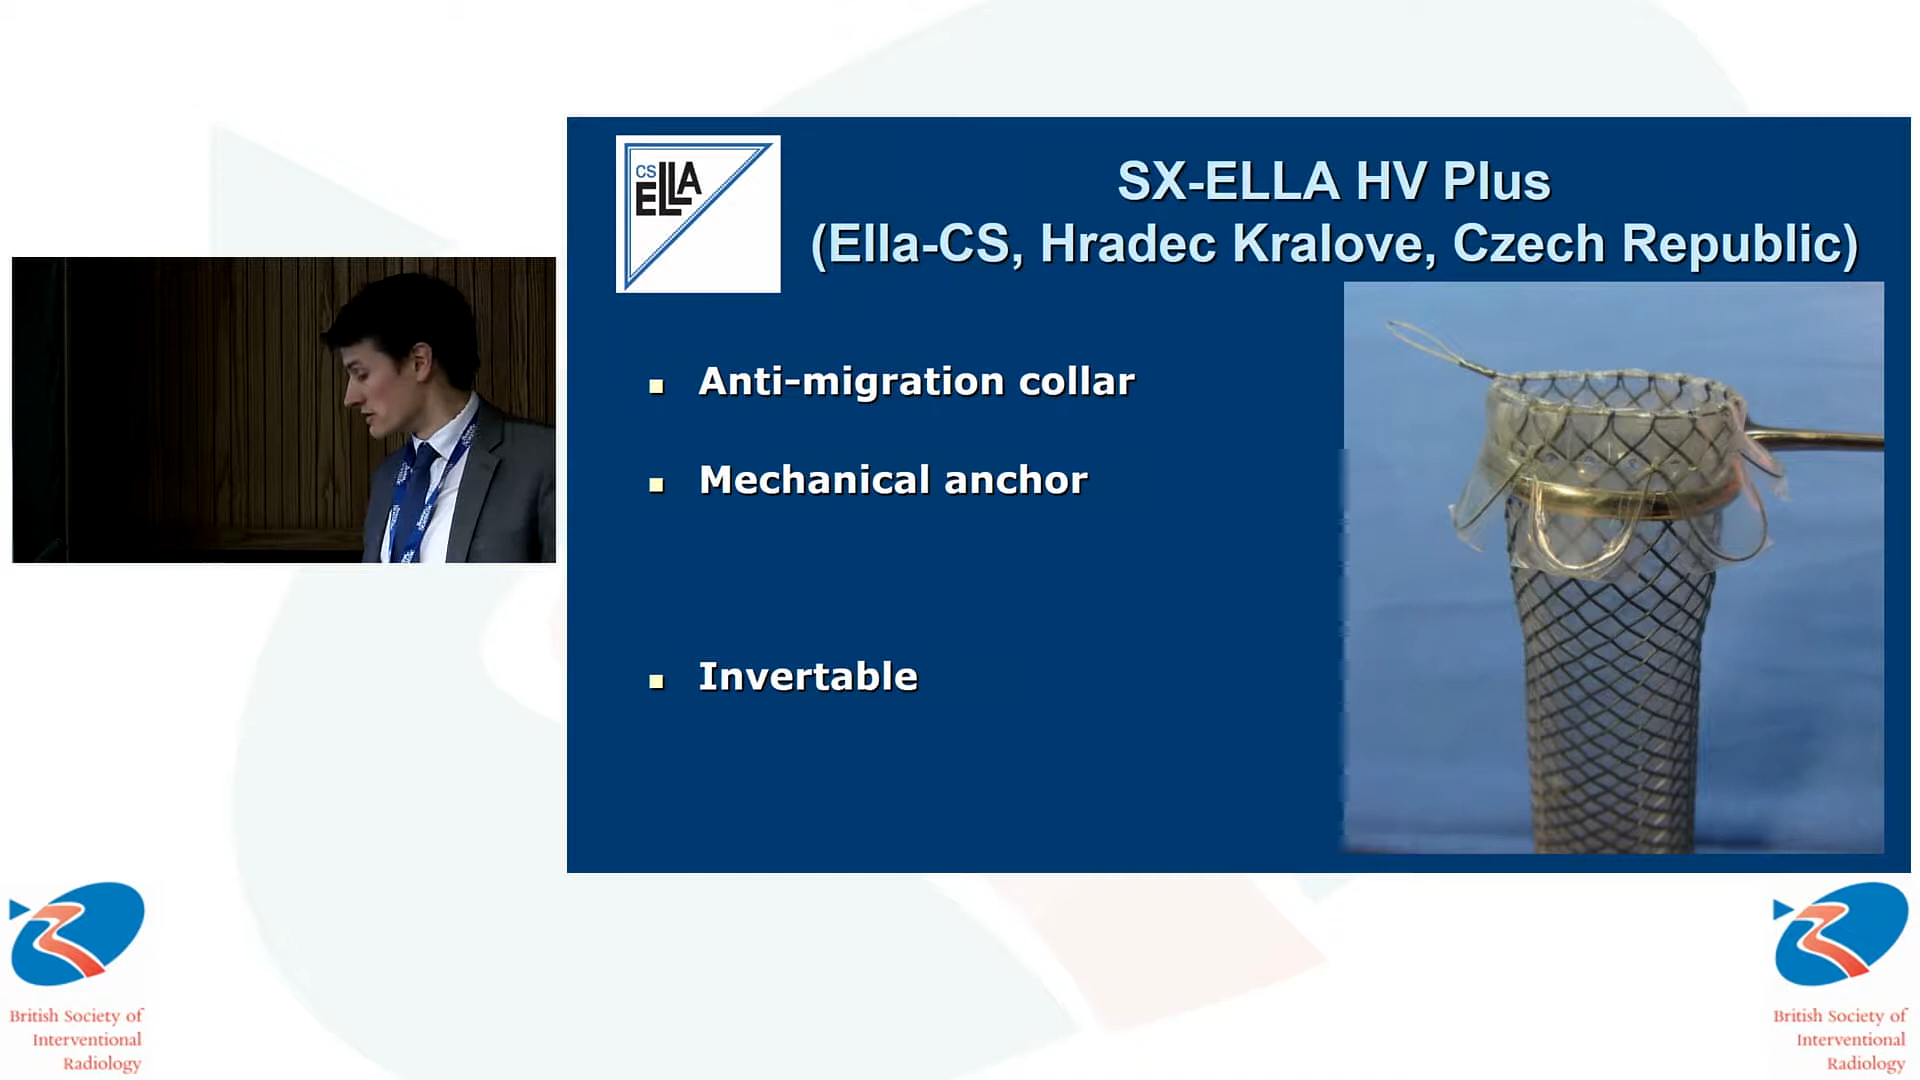 CS
ELLA
SX-ELLA HV Plus
(Ella-CS, Hradec Kralove, Czech Republic)
Anti-migration collar
Mechanical anchor
Invertable
British Society of
Interventional
Radiology
British Society of
Interventional
Radiology